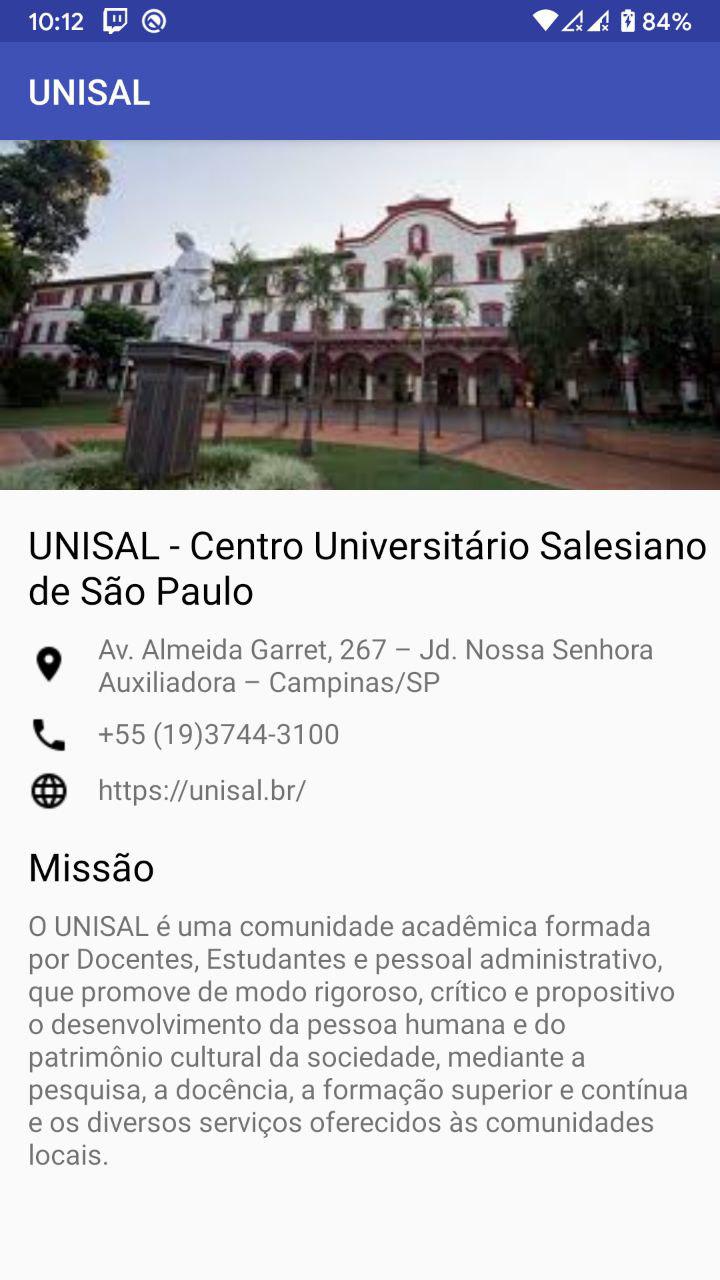 10:12
84%
UNISAL
UNISAL - Centro Universitário Salesiano
de São Paulo
Av. Almeida Garret, 267 – Jd. Nossa Senhora
Auxiliadora – Campinas/SP
+55 (19)3744-3100
https://unisal.br/
Missão
O UNISAL é uma comunidade acadêmica formada
por Docentes, Estudantes e pessoal administrativo,
que promove de modo rigoroso, crítico e propositivo
o desenvolvimento da pessoa humana e do
patrimônio cultural da sociedade, mediante a
pesquisa, a docência, a formação superior e contínua
e os diversos serviços oferecidos às comunidades
locais.